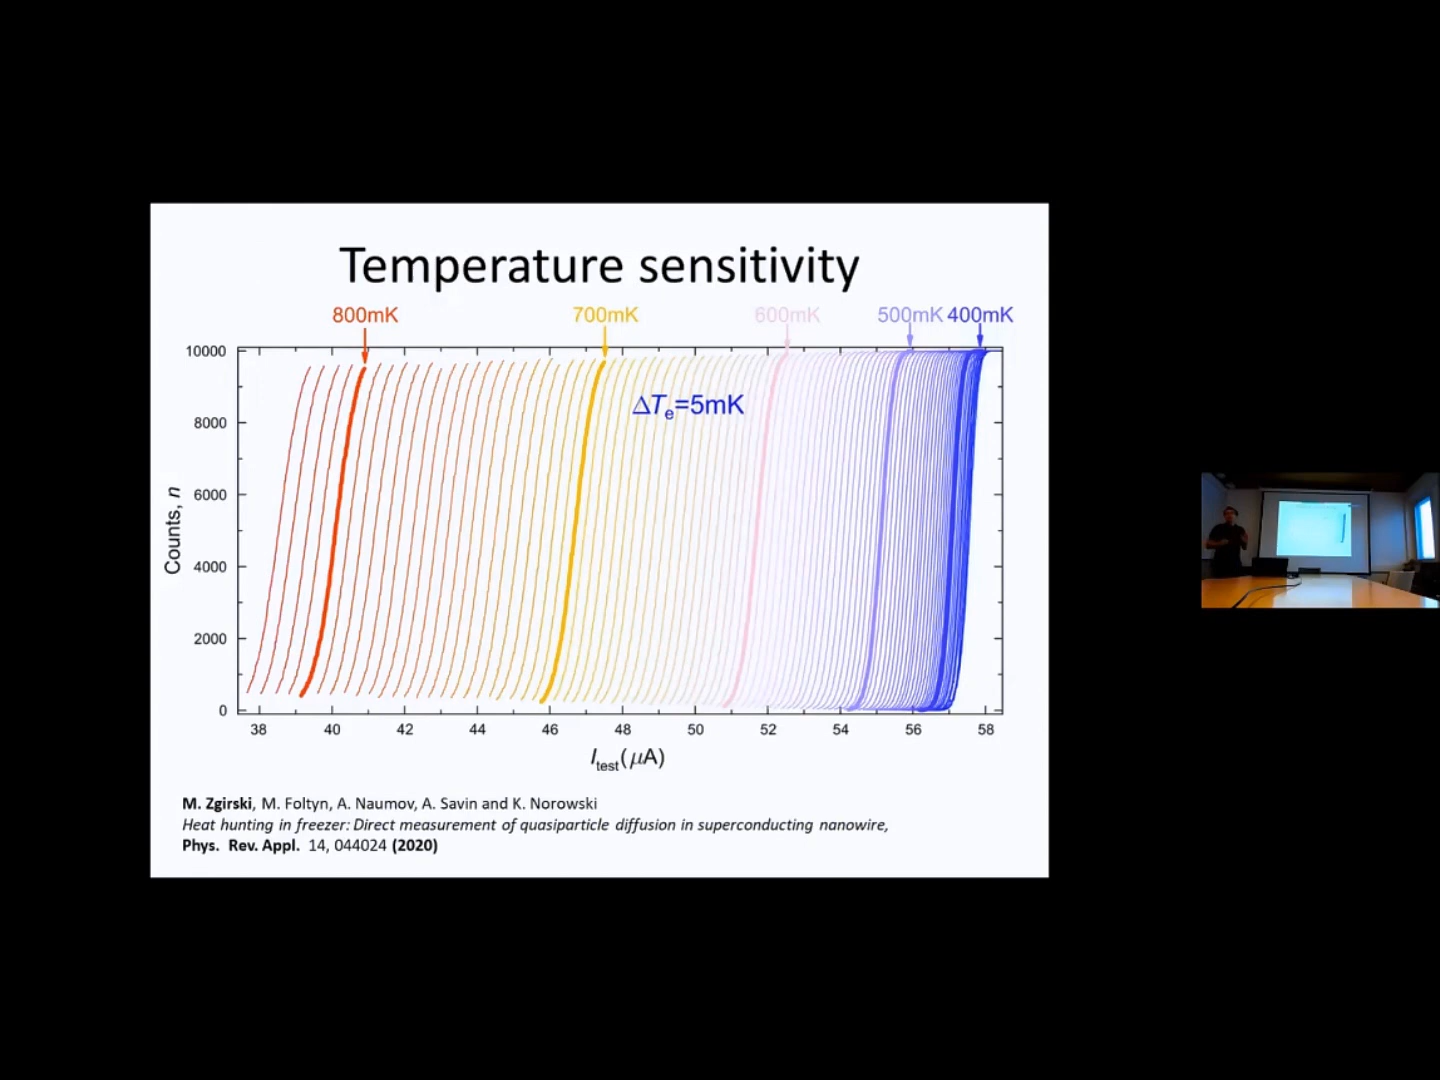 Temperature sensitivity
800mK 700mK 600mK 500mK 400mK
10000
8000
6000
4000
2000
0
Counts, n
ΔTe=5mK
38 40 42 44 46 48 50 52 54 56 58
Itest(μA)
M. Zgirski, M. Foltyn, A. Naumov, A. Savin and K. Norowski
Heat hunting in freezer: Direct measurement of quasiparticle diffusion in superconducting nanowire,
Phys. Rev. Appl. 14, 044024 (2020)